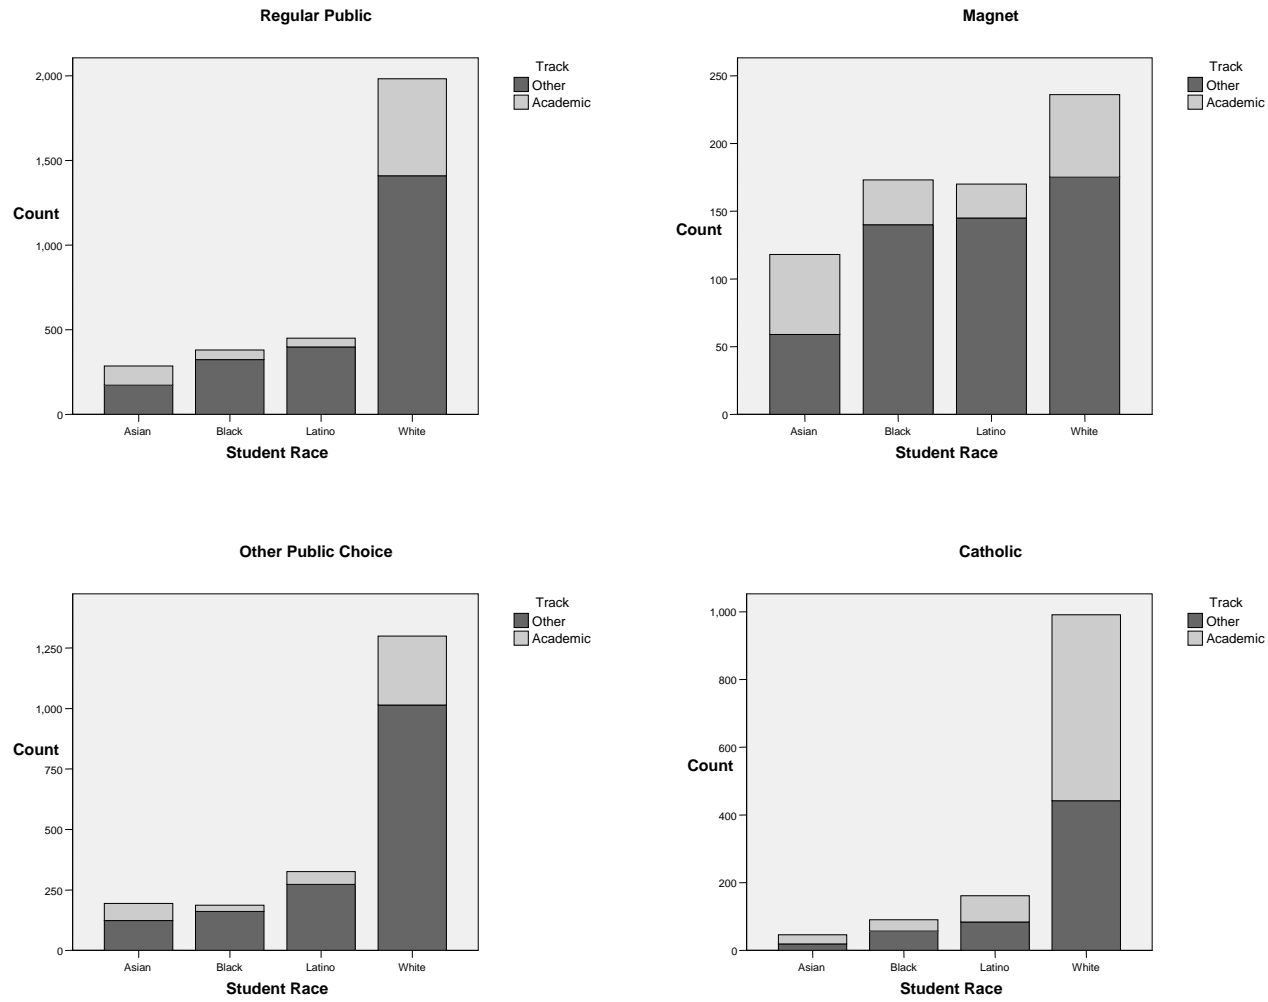 Regular Public
Track
Other
Academic
2,000
1,500
1,000
500
0
Count
Asian Black Latino White
Student Race
Magnet
Track
Other
Academic
250
200
150
100
50
0
Count
Asian Black Latino White
Student Race
Other Public Choice
Track
Other
Academic
1,250
1,000
750
500
250
0
Count
Asian Black Latino White
Student Race
Catholic
Track
Other
Academic
1,000
800
600
400
200
0
Count
Asian Black Latino White
Student Race